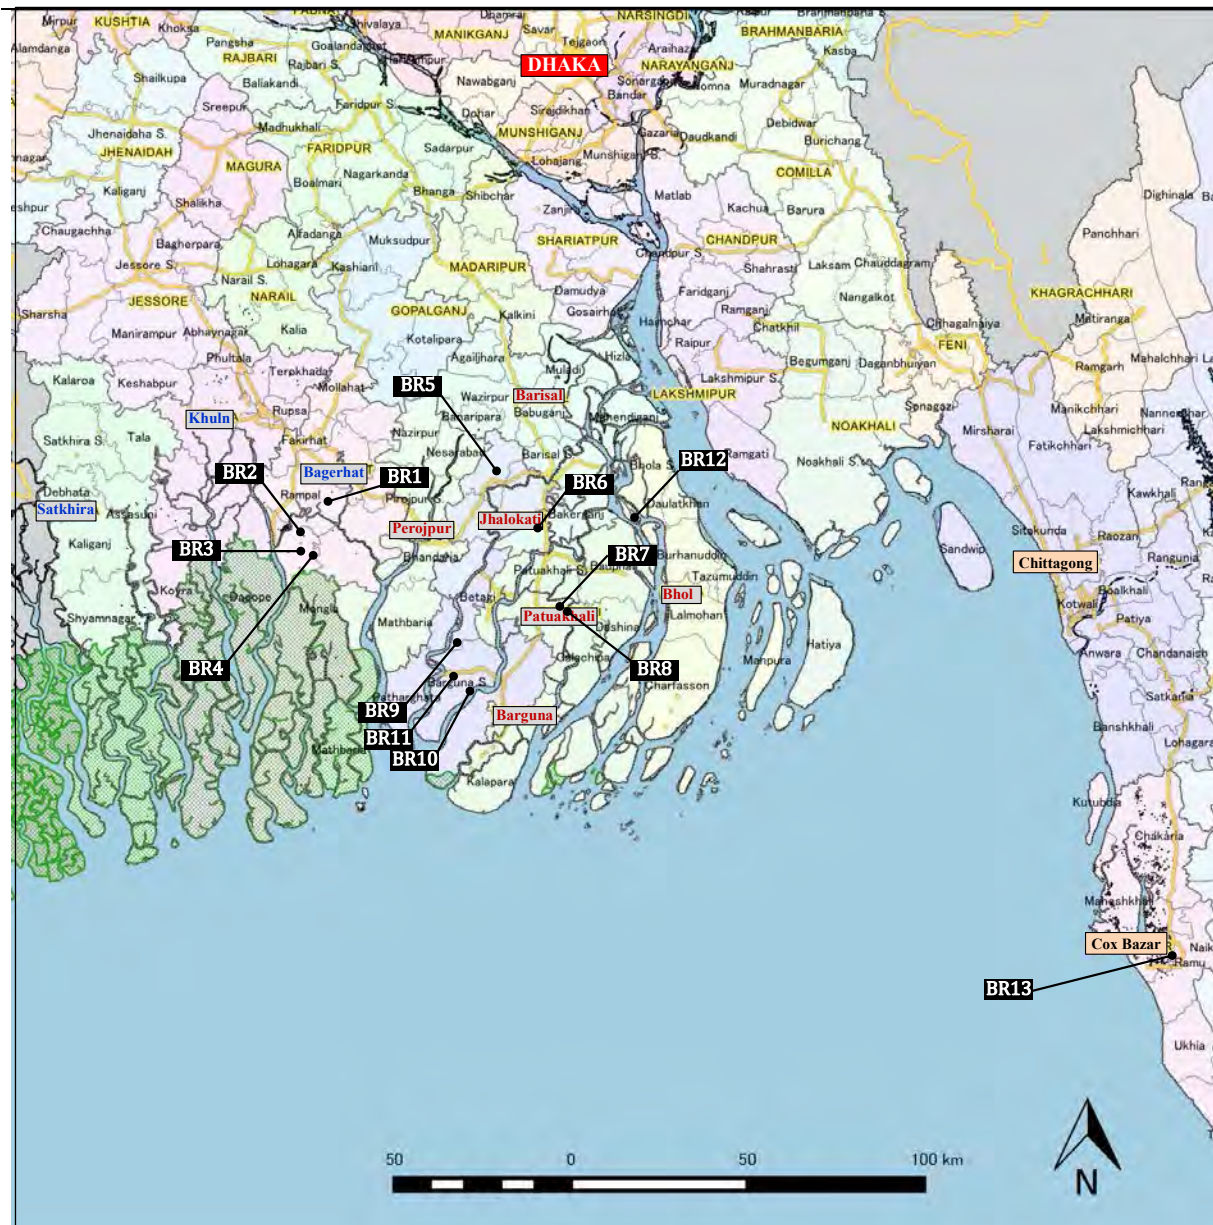 Mirpur
KUSHTIA
Khoksa
Shivalaya
Dhamrai
Savar
NARSINGDI
BRAHMANBARIA
Alamdanga
Pangsha
Goalandaghat
MANIKGANJ
Tejgaon
Araihazar
Kasba
RAJBARI
Rajbari S.
DHAKA
NARAYANGANJ
Shailkupa
Baliakandi
Nawabganj
Sonargaon
Homna
Muradnagar
Bandar
Sreepur
Faridpur S.
Dohar
Sirajdikhan
Debidwar
Jhenaidaha S.
Madhukhali
MUNSHIGANJ
Gazaria
Daudkandi
Burichang
JHENAIDAH
FARIDPUR
Sadarpur
Lohajang
Munshiganj S.
MAGURA
Nagarkanda
COMILLA
Kaliganj
Boalmari
Bhanga
Shibchar
Matlab
Dighinala
Shalikha
Zanjira
Kachua
Barura
Chaugachha
Alfadanga
Muksudpur
SHARIATPUR
CHANDPUR
Panchhari
Bagherpara
Chandpur S.
Jessore S.
Lohagara
Kashiani
MADARIPUR
Shahrasti
Laksam
Chauddagram
Narail S.
Damudya
Faridganj
KHAGRACHHARI
JESSORE
NARAIL
GOPALGANJ
Kalkini
Gosairhat
Ramganj
Nangalkot
Sharsha
Manirampur
Abhaynagar
Kalia
Haimchar
Chatkhil
Chhagalnaiya
Matiranga
Kotalipara
Raipur
FENI
Phultala
Agailjhara
Hizla
Begumganj
Daganbhuiyan
Mahalchhari
Kalaroa
Keshabpur
Terokhada
Mollahat
BR5
Muladi
Lakshmipur S.
Ramgarh
Wazirpur
Barisal
LAKSHMIPUR
Khuln
Rupsa
Banaripara
Babuganj
Mehendiganj
Sonagazi
Manikchhari
Satkhira S.
Tala
Fakirhat
Nazirpur
NOAKHALI
Mirsharai
Lakshmichhari
Nesarabad
Barisal S.
Ramgati
Fatikchhari
BR2
Bagerhat
BR1
Bhola S.
BR12
Noakhali S.
Debhata
Rampal
Pirojpur S.
BR6
Kawkhali
Satkhira
Assasuni
Daulatkhan
Perojpur
Jhalokati
Bakerganj
Sitakunda
Raozan
Kaliganj
BR3
Bhandaria
BR7
Burhanuddin
Sandwip
Rangunia
Chittagong
Patuakhali S.
Bauphal
Tazumuddin
Koyra
Dacope
Betagi
Bhol
Boalkhali
Mongla
Kotwali
Shyamnagar
Mathbaria
Patuakhali
Lalmohan
Patiya
Dashina
Hatiya
Anwara
Chandanaish
BR4
Galachipa
BR8
Manpura
Barguna S.
Charfasson
Satkania
Patharghata
BR9
Barguna
Banshkhali
BR11
Mathbaria
Lohagara
BR10
Kalapara
Kutubdia
Chakaria
Maheshkhali
Cox Bazar
Ramu
BR13
Ukhia
50
0
50
100 km
N